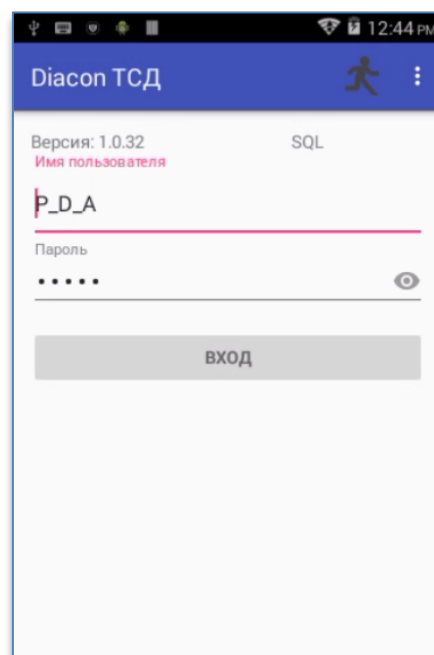 12:44 PM
Diacon ТСД
Версия: 1.0.32 SQL
Имя пользователя
P_D_A
Пароль
•••••
ВХОД